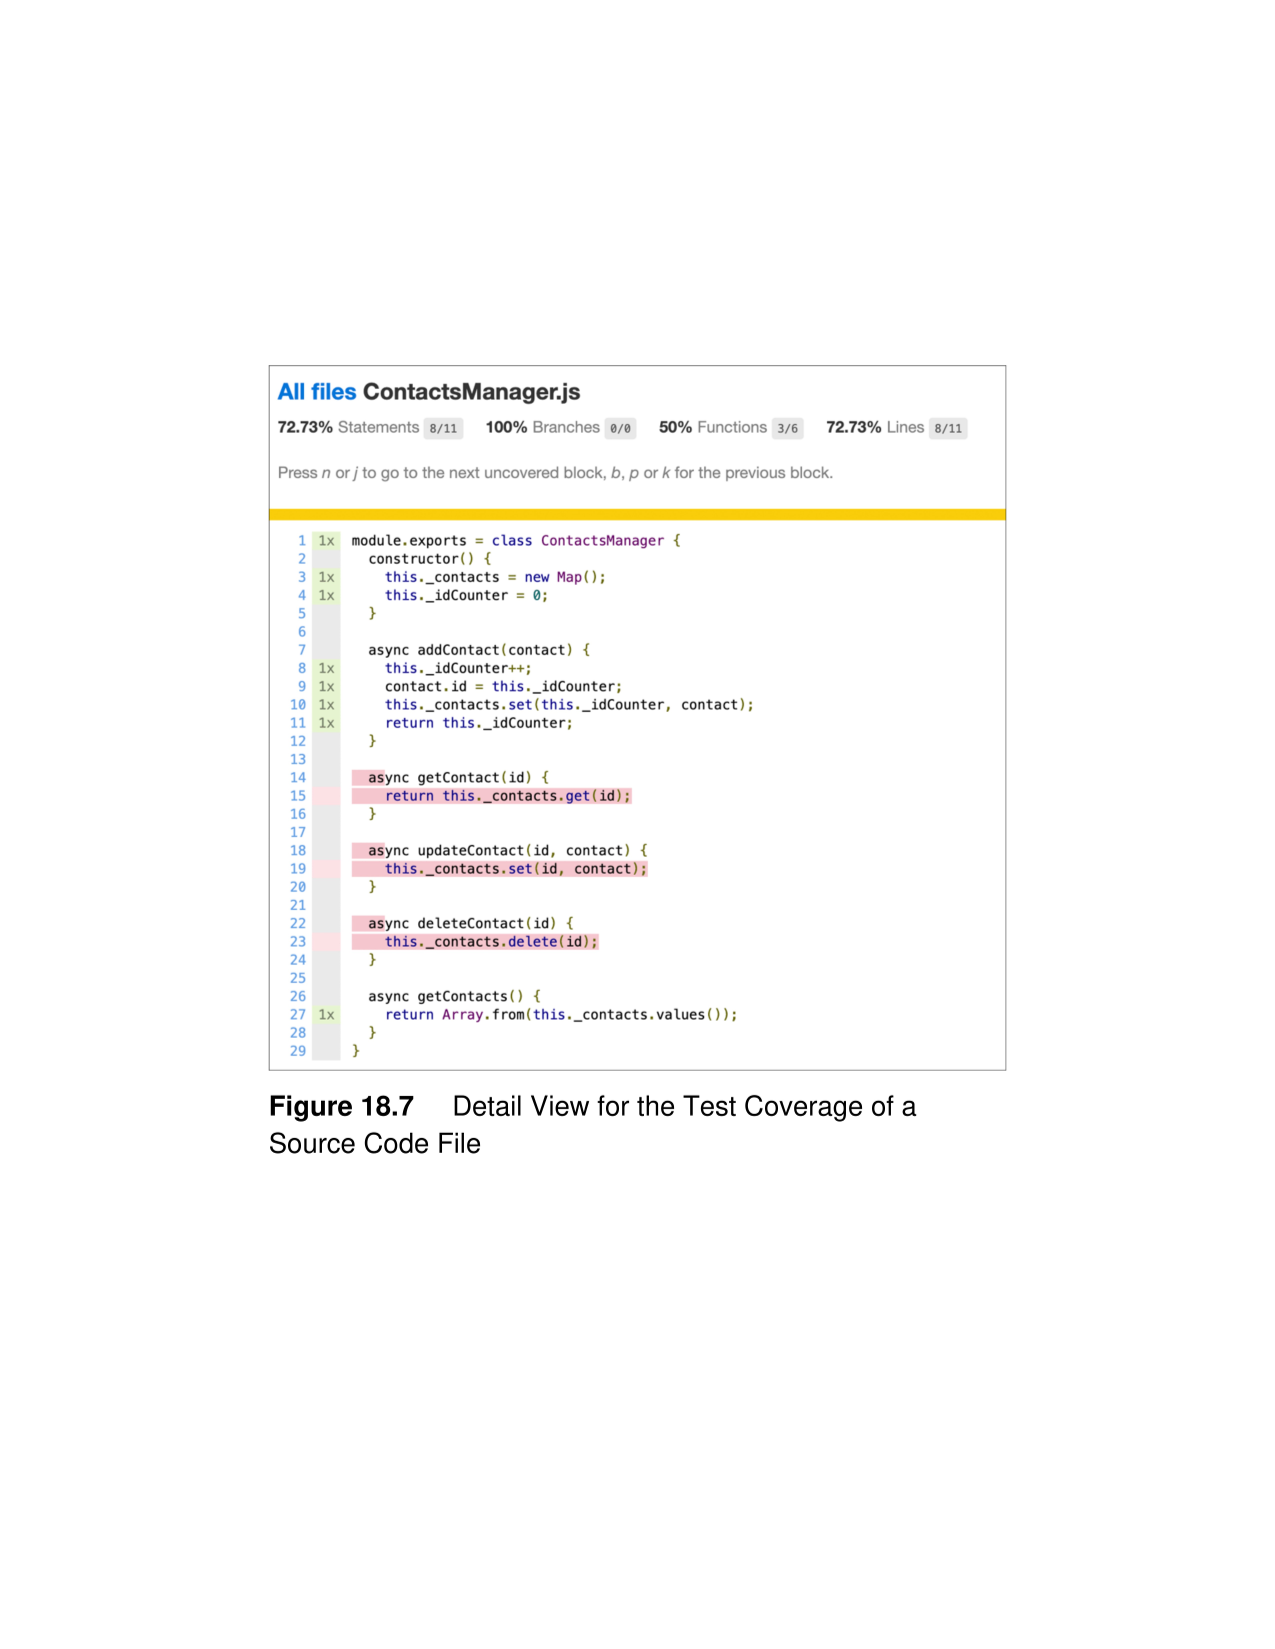 All files ContactsManager.js
72.73% Statements 8/11 100% Branches 0/0 50% Functions 3/6 72.73% Lines 8/11
Press n or j to go to the next uncovered block, b, p or k for the previous block.
1 1x module.exports = class ContactsManager {
2 constructor() {
3 1x this._contacts = new Map();
4 1x this._idCounter = 0;
5 }
6
7 async addContact(contact) {
8 1x this._idCounter++;
9 1x contact.id = this._idCounter;
10 1x this._contacts.set(this._idCounter, contact);
11 1x return this._idCounter;
12 }
13
14 async getContact(id) {
15 return this._contacts.get(id);
16 }
17
18 async updateContact(id, contact) {
19 this._contacts.set(id, contact);
20 }
21
22 async deleteContact(id) {
23 this._contacts.delete(id);
24 }
25
26 async getContacts() {
27 1x return Array.from(this._contacts.values());
28 }
29 }
Figure 18.7 Detail View for the Test Coverage of a
Source Code File